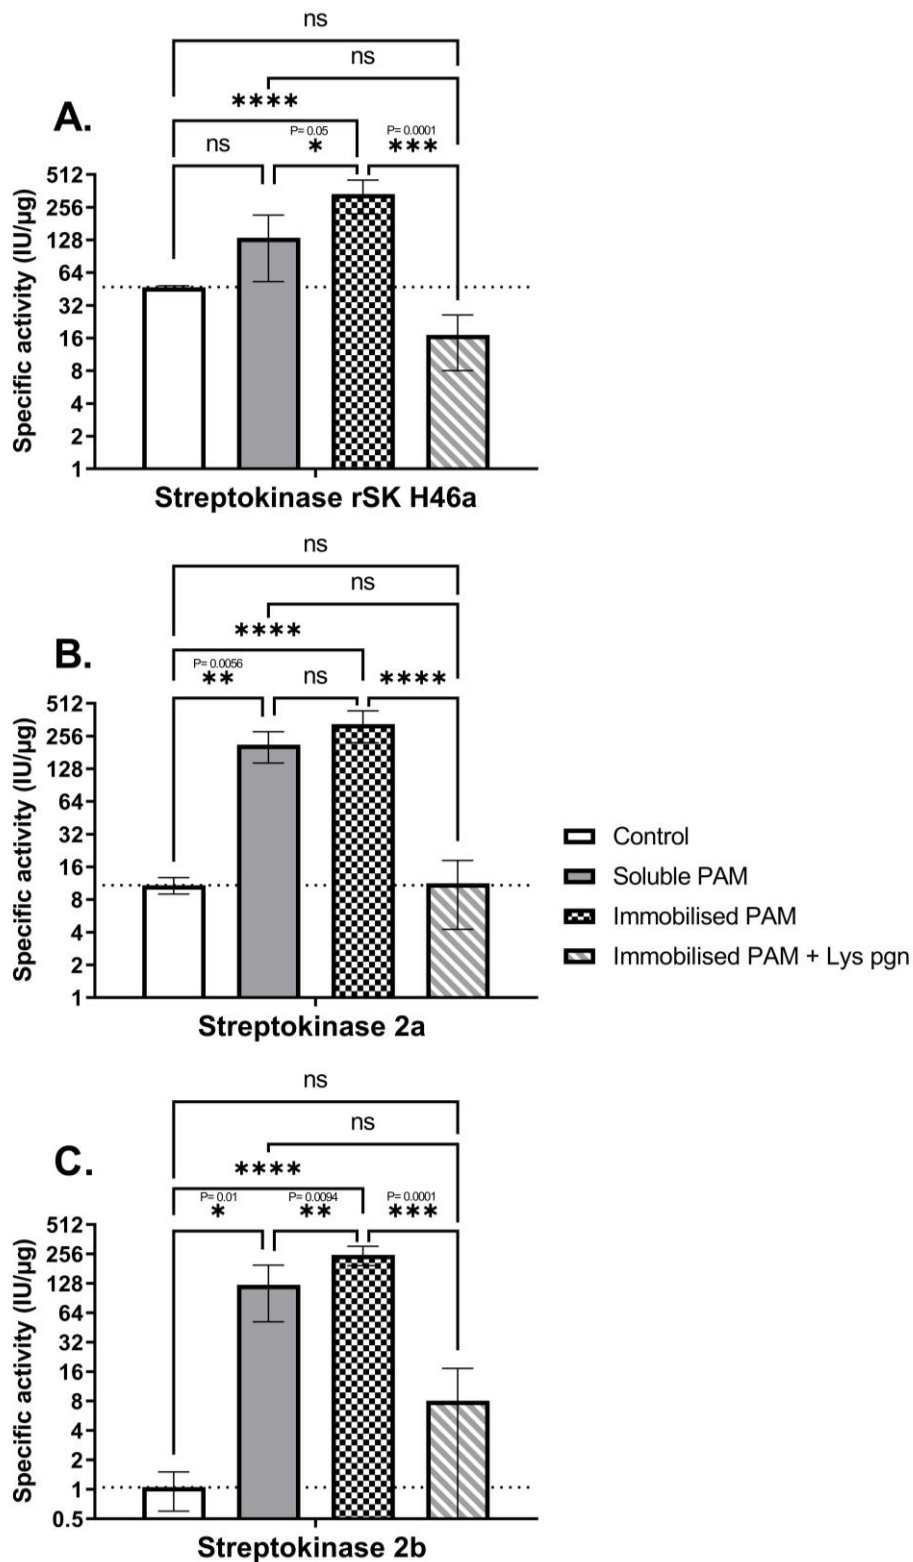 ns
ns
A.
****
P= 0.05
P= 0.0001
ns
*
***
512
256
128
64
32
16
8
4
2
1
Specific activity (IU/µg)
Streptokinase rSK H46a
ns
ns
B.
****
P= 0.0056
**
ns
****
512
256
128
64
32
16
8
4
2
1
Specific activity (IU/µg)
Streptokinase 2a
Control
Soluble PAM
Immobilised PAM
Immobilised PAM + Lys pgn
ns
ns
C.
****
P= 0.01
P= 0.0094
P= 0.0001
*
**
***
512
256
128
64
32
16
8
4
2
1
0.5
Specific activity (IU/µg)
Streptokinase 2b